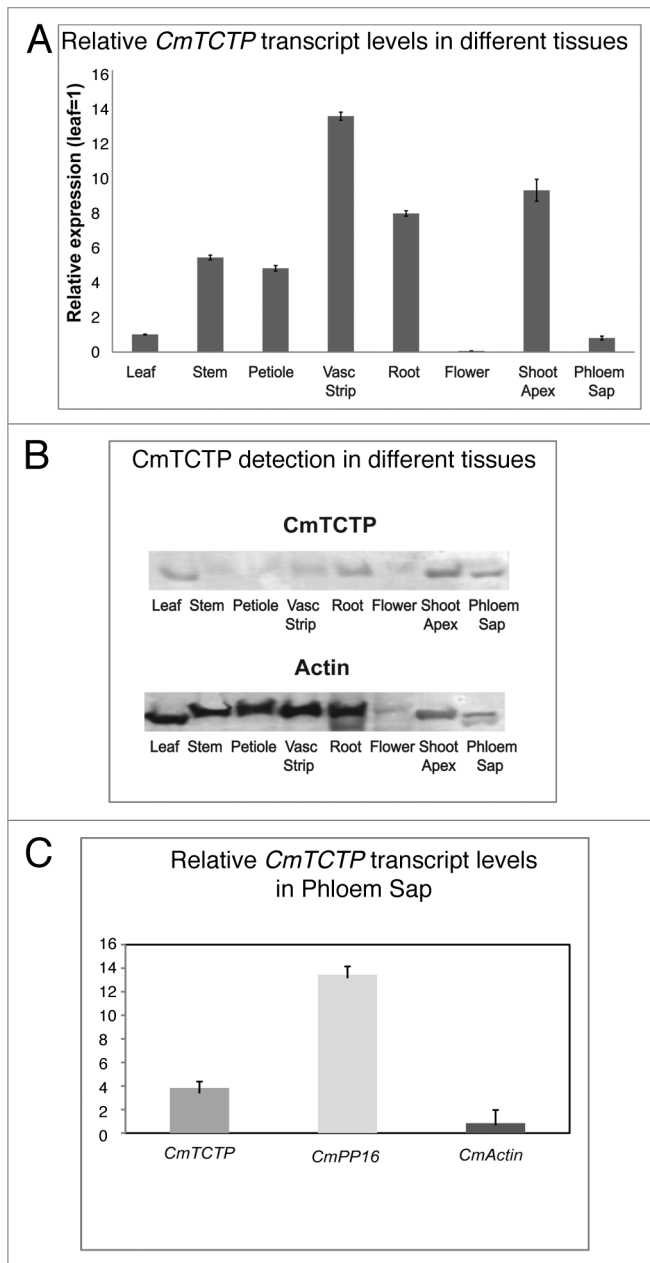 A
Relative CmTCTP transcript levels in different tissues
Relative expression (leaf=1)
16
14
12
10
8
6
4
2
0
Leaf Stem Petiole Vasc Strip Root Flower Shoot Apex Phloem Sap
B
CmTCTP detection in different tissues
CmTCTP
Leaf Stem Petiole Vasc Strip Root Flower Shoot Apex Phloem Sap
Actin
Leaf Stem Petiole Vasc Strip Root Flower Shoot Apex Phloem Sap
C
Relative CmTCTP transcript levels
in Phloem Sap
16
14
12
10
8
6
4
2
0
CmTCTP CmPP16 CmActin